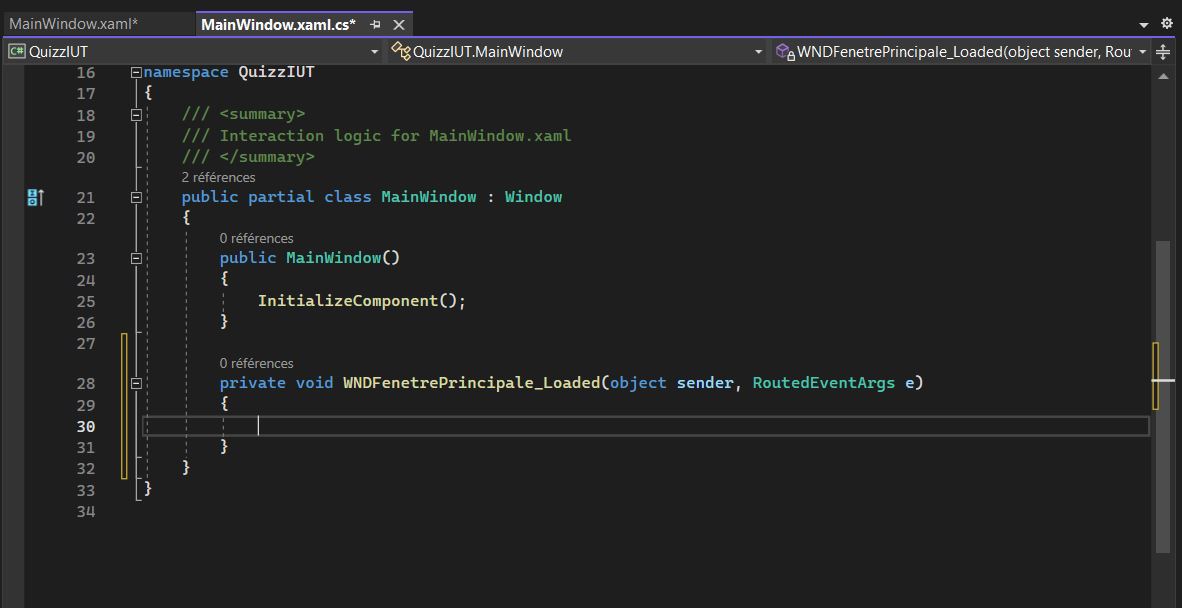 MainWindow.xaml*
MainWindow.xaml.cs*
C# QuizzIUT
QuizzIUT.MainWindow
WNDFenetrePrincipale_Loaded(object sender, Rou
16 namespace QuizzIUT
17 {
18 /// <summary>
19 /// Interaction logic for MainWindow.xaml
20 /// </summary>
2 références
21 public partial class MainWindow : Window
22 {
0 références
23 public MainWindow()
24 {
25 InitializeComponent();
26 }
27
0 références
28 private void WNDFenetrePrincipale_Loaded(object sender, RoutedEventArgs e)
29 {
30
31 }
32 }
33 }
34